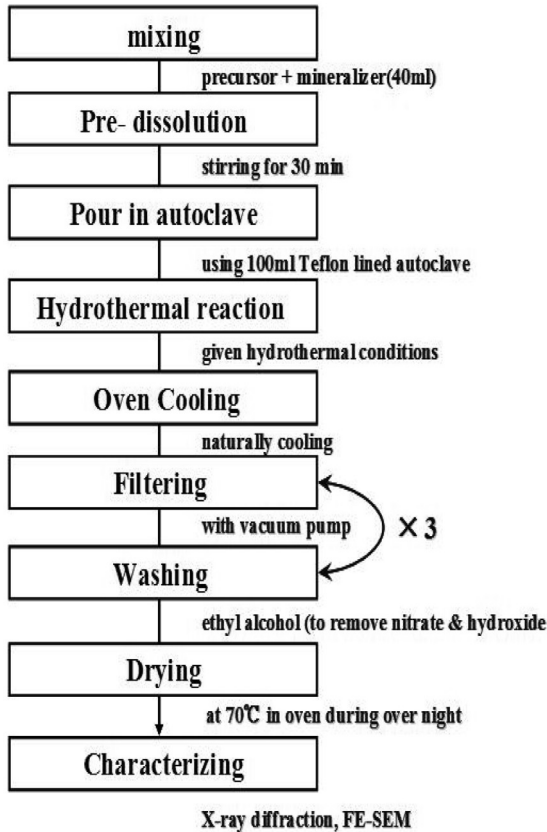 mixing
precursor + mineralizer(40ml)
Pre- dissolution
stirring for 30 min
Pour in autoclave
using 100ml Teflon lined autoclave
Hydrothermal reaction
given hydrothermal conditions
Oven Cooling
naturally cooling
Filtering
with vacuum pump
×3
Washing
ethyl alcohol (to remove nitrate & hydroxide
Drying
at 70℃ in oven during over night
Characterizing
X-ray diffraction, FE-SEM